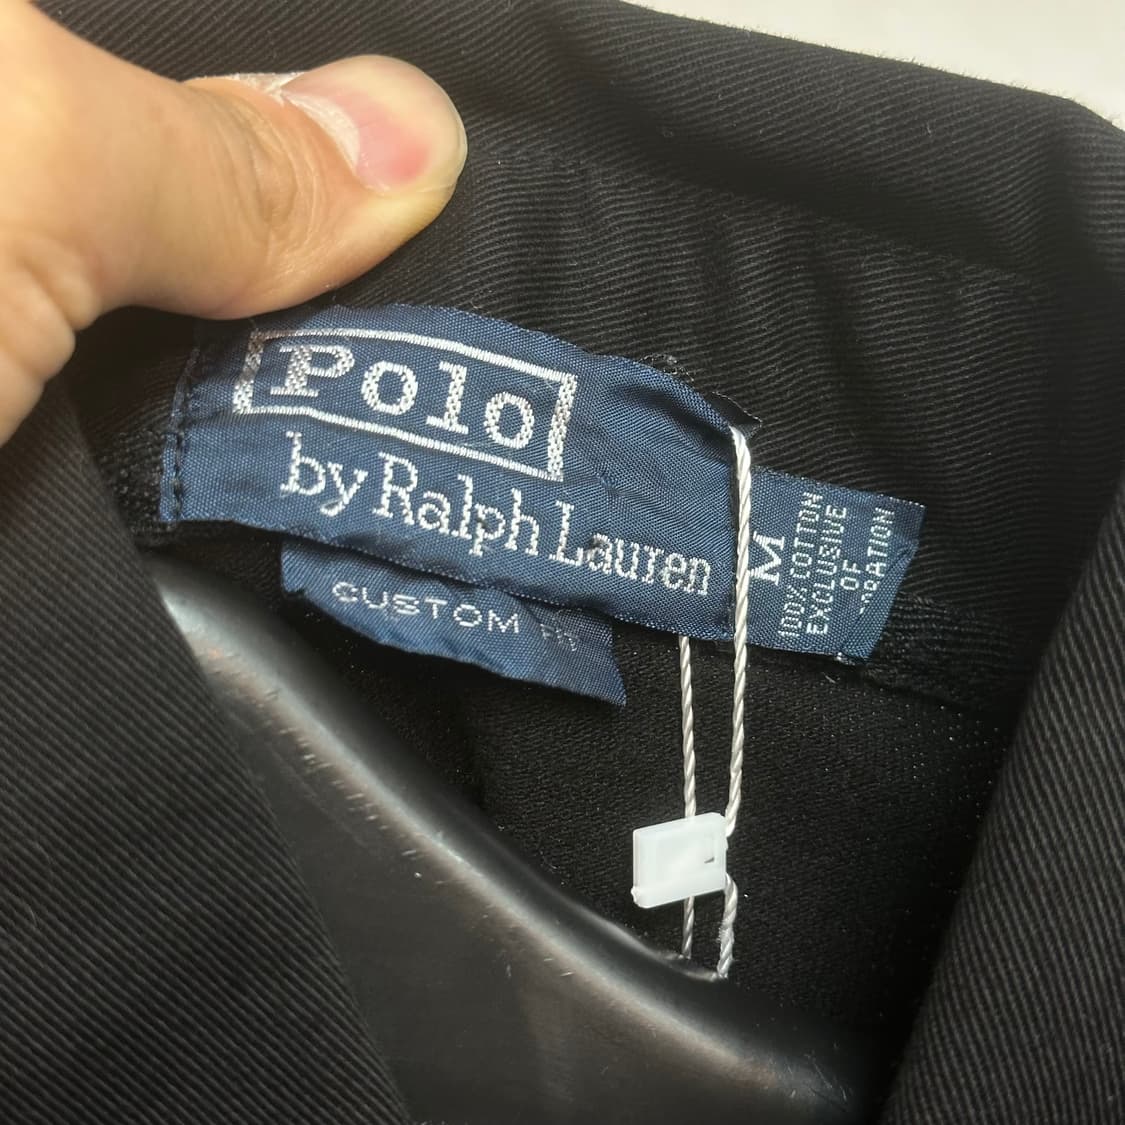 Polo
by Ralph Lauren
CUSTOM
M
100% COTTON
EXCLUSIVE
OF